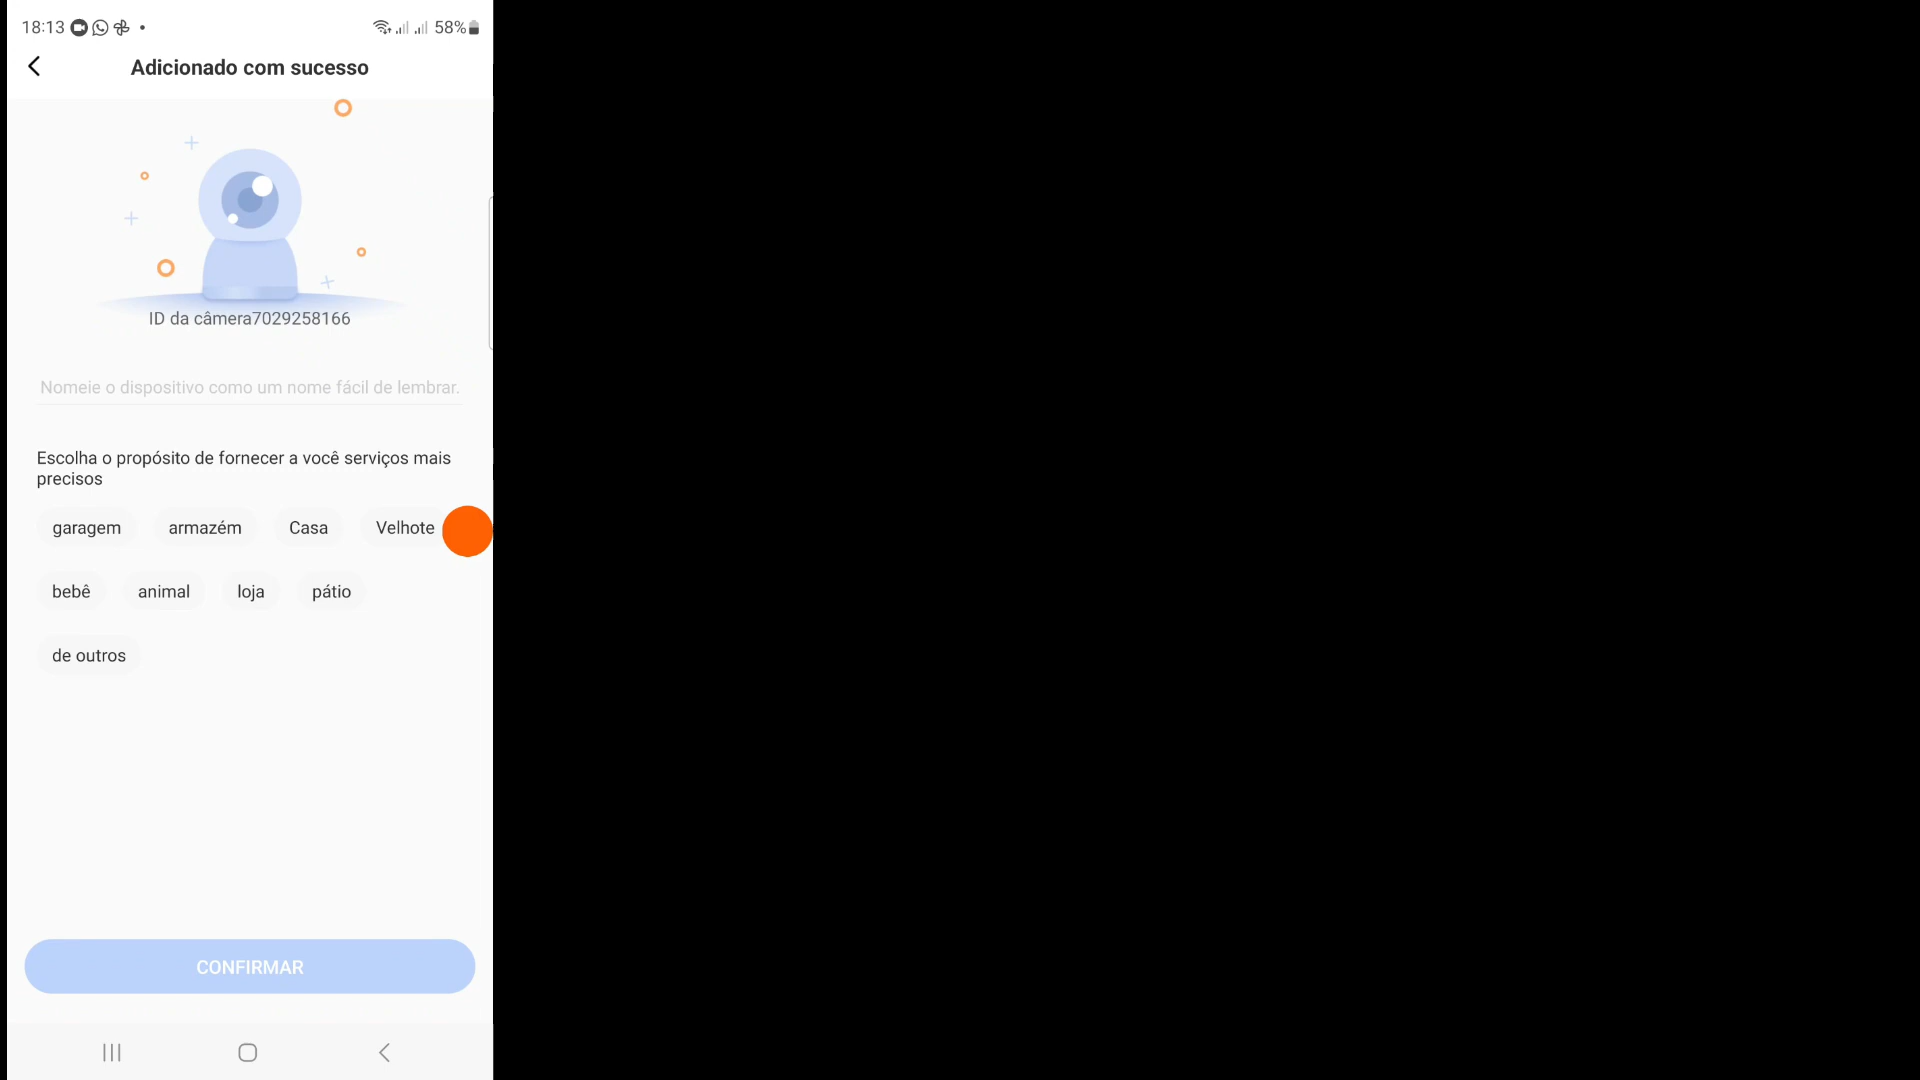 18:13 58%
Adicionado com sucesso
ID da câmera7029258166
Nomeie o dispositivo como um nome fácil de lembrar.
Escolha o propósito de fornecer a você serviços mais
precisos
garagem armazém Casa Velhote
bebê animal loja pátio
de outros
CONFIRMAR